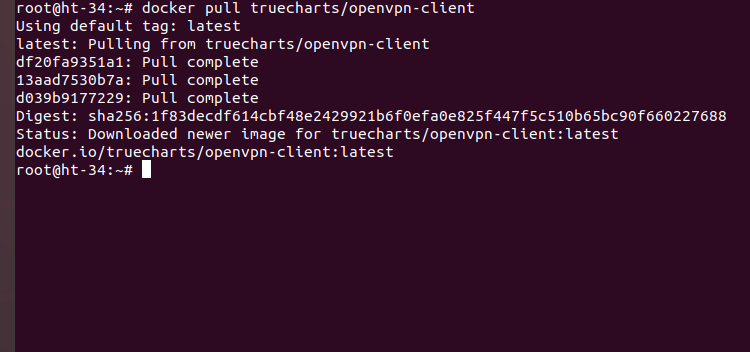 root@ht-34:~# docker pull truecharts/openvpn-client
Using default tag: latest
latest: Pulling from truecharts/openvpn-client
df20fa9351a1: Pull complete
13aad7530b7a: Pull complete
d039b9177229: Pull complete
Digest: sha256:1f83decdf614cbf48e2429921b6f0efa0e825f447f5c510b65bc90f660227688
Status: Downloaded newer image for truecharts/openvpn-client:latest
docker.io/truecharts/openvpn-client:latest
root@ht-34:~#